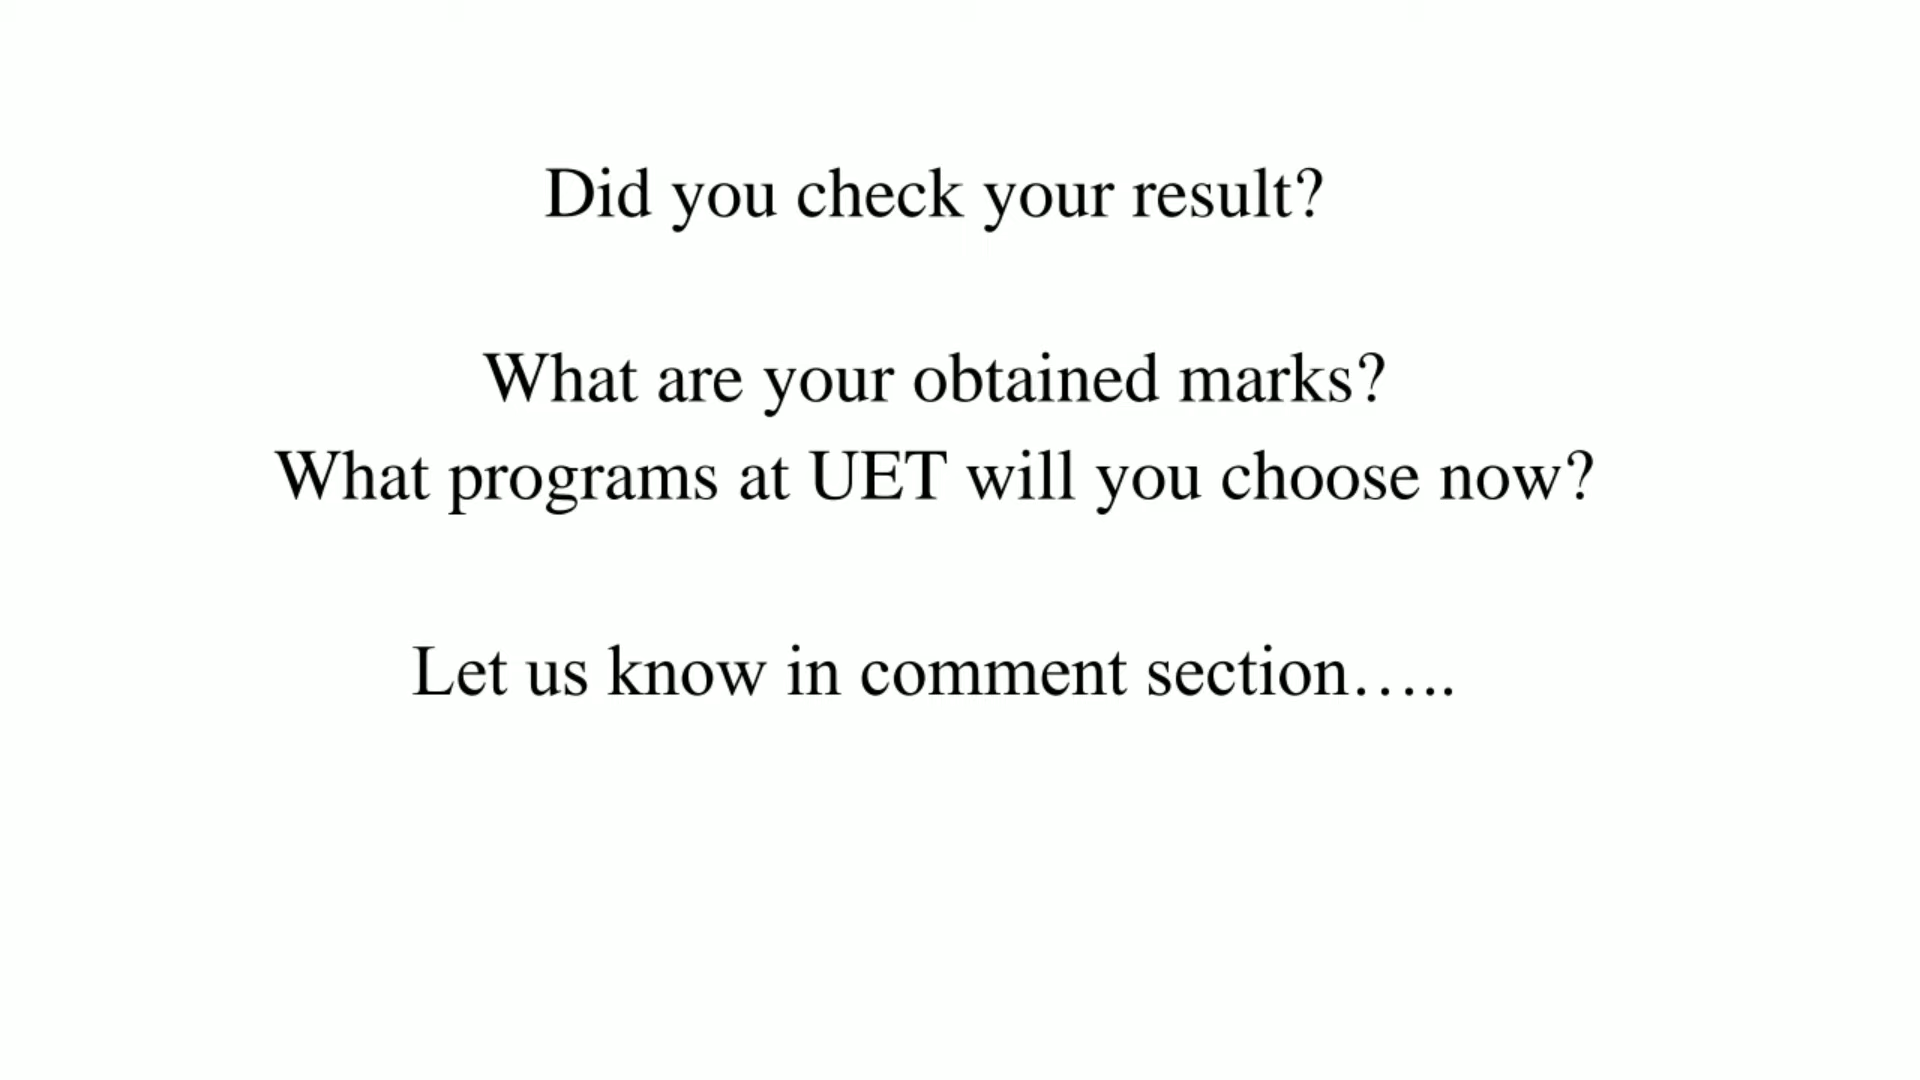 Did you check your result?
What are your obtained marks?
What programs at UET will you choose now?
Let us know in comment section…..